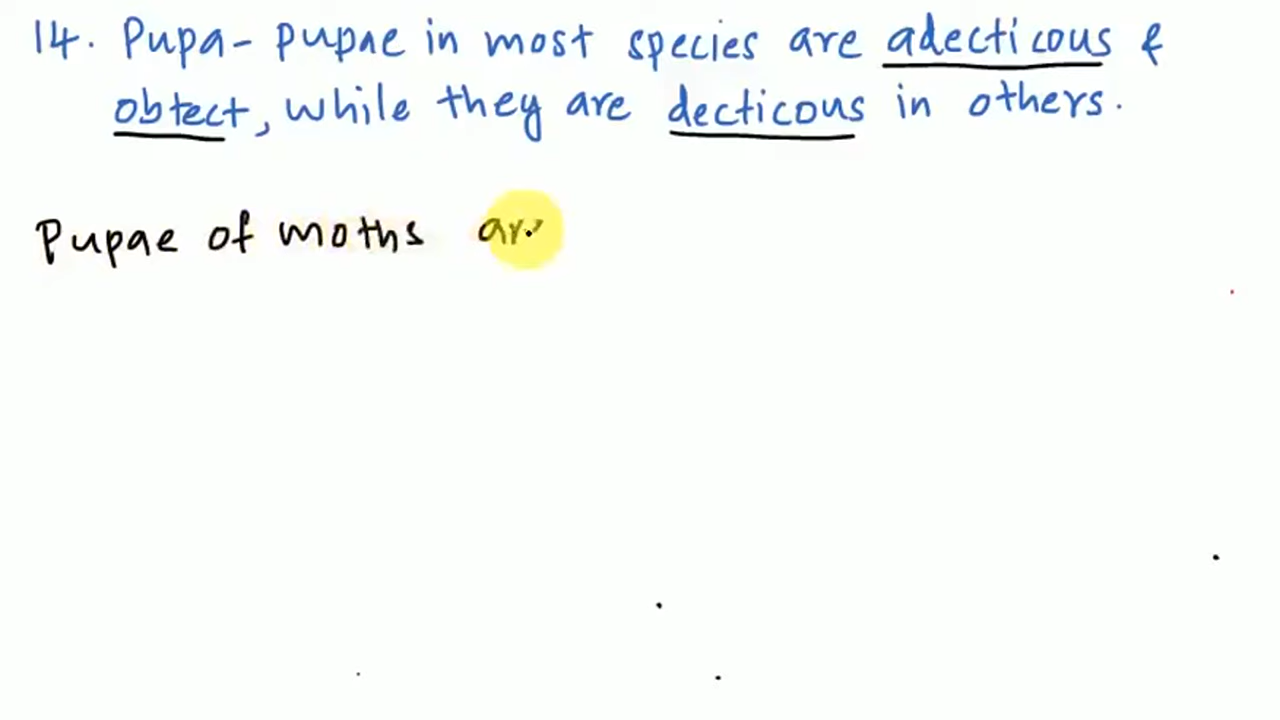 14. Pupa - pupae in most species are adecticous &
obtect, while they are decticous in others.
Pupae of moths